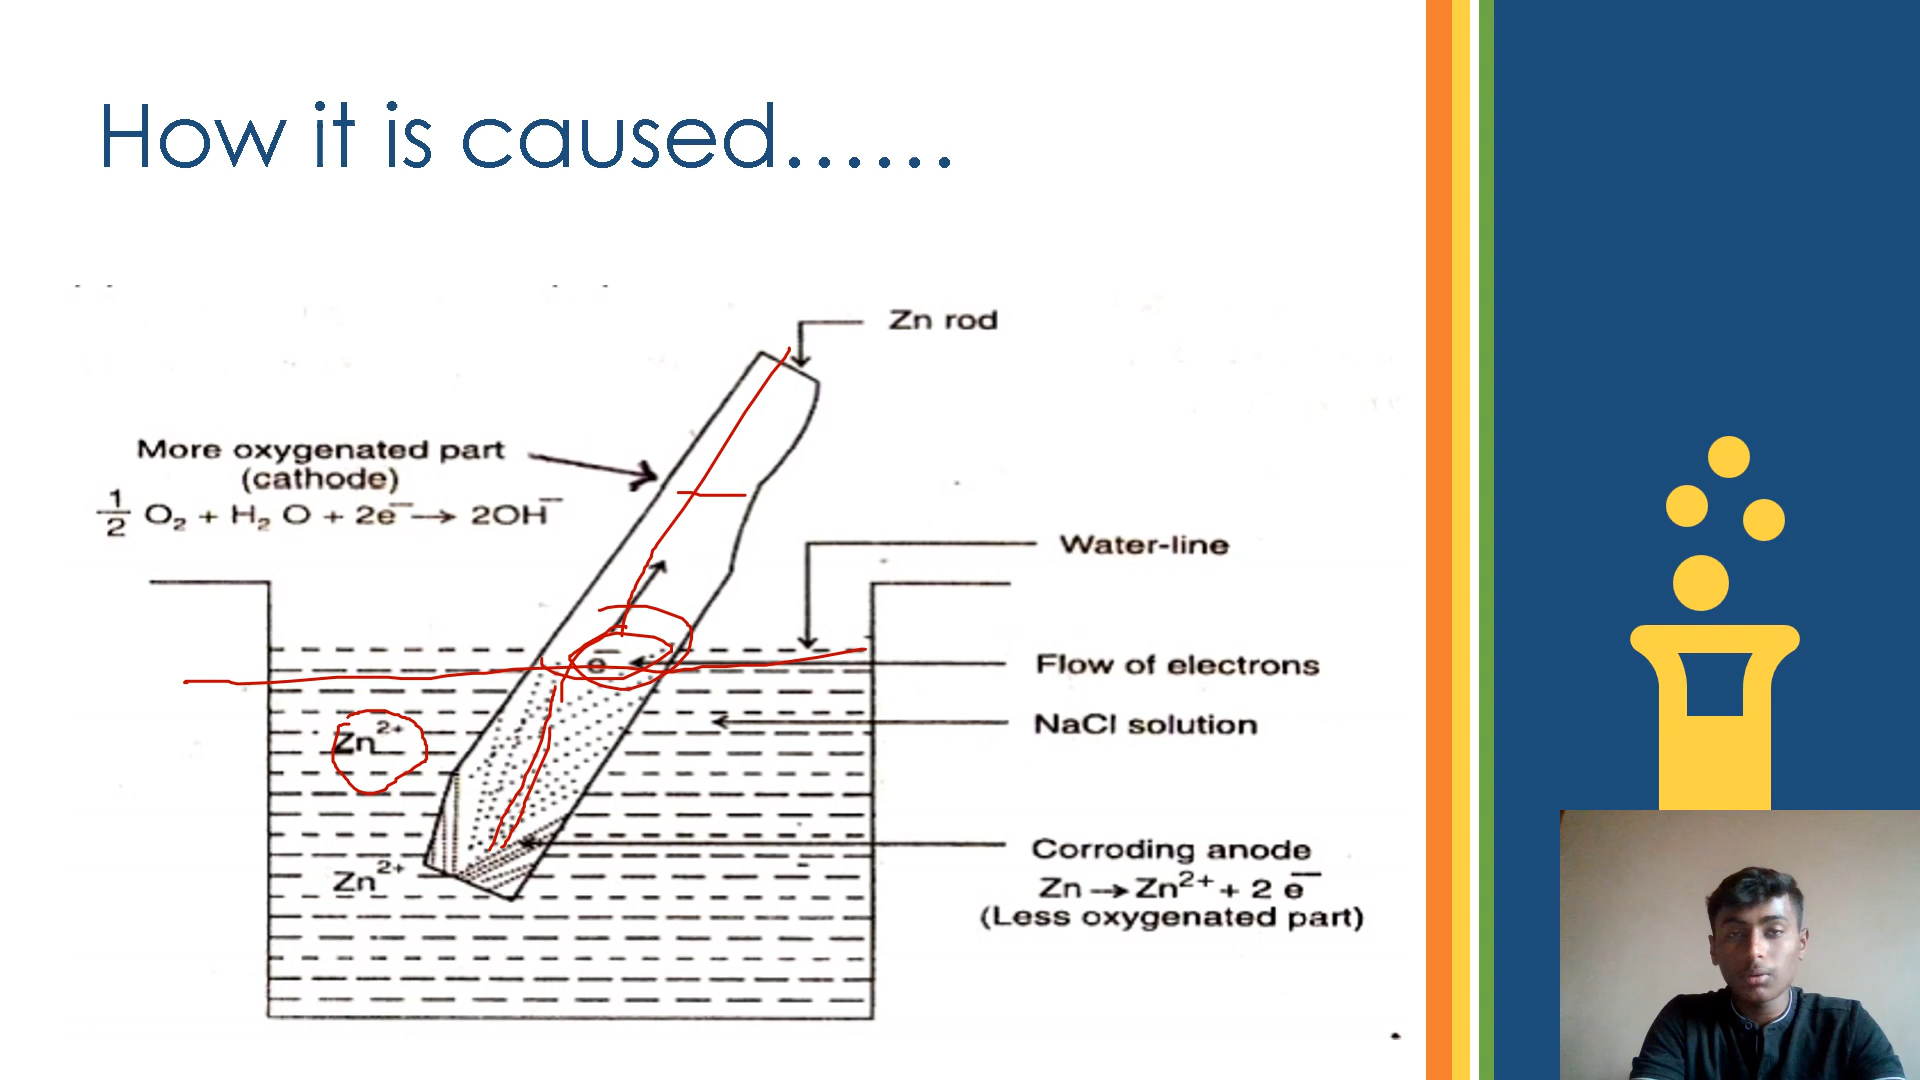 How it is caused......
Zn rod
More oxygenated part
(cathode)
1/2 O₂ + H₂ O + 2e⁻ → 2OH⁻
Water-line
e⁻
Flow of electrons
NaCl solution
Zn²⁺
Zn²⁺
Corroding anode
Zn → Zn²⁺ + 2 e⁻
(Less oxygenated part)